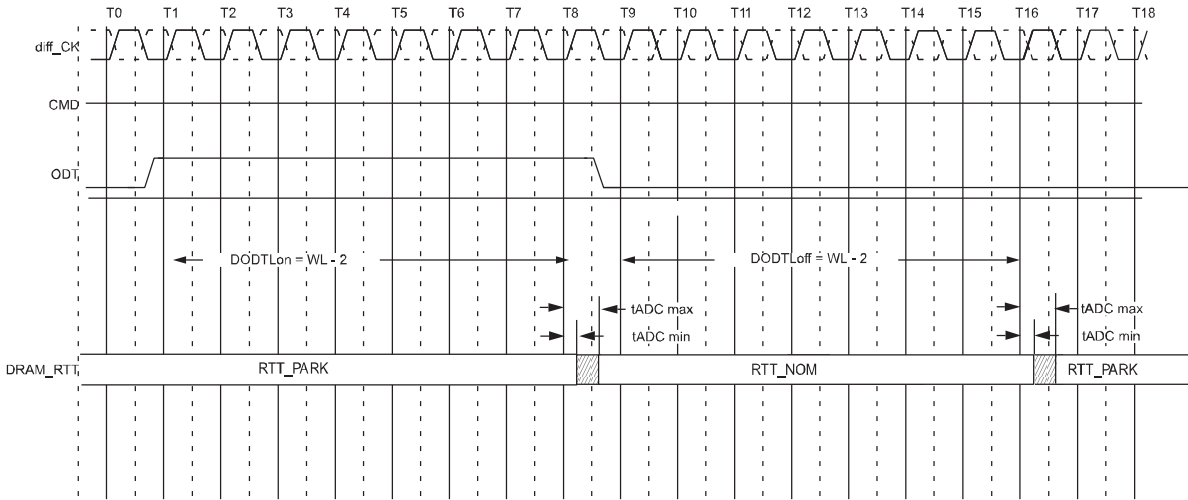 T0 T1 T2 T3 T4 T5 T6 T7 T8 T9 T10 T11 T12 T13 T14 T15 T16 T17 T18
diff_CK
CMD
ODT
DODTLon = WL - 2 DODTLoff = WL - 2
tADC max tADC max
tADC min tADC min
DRAM_RTT RTT_PARK RTT_NOM RTT_PARK